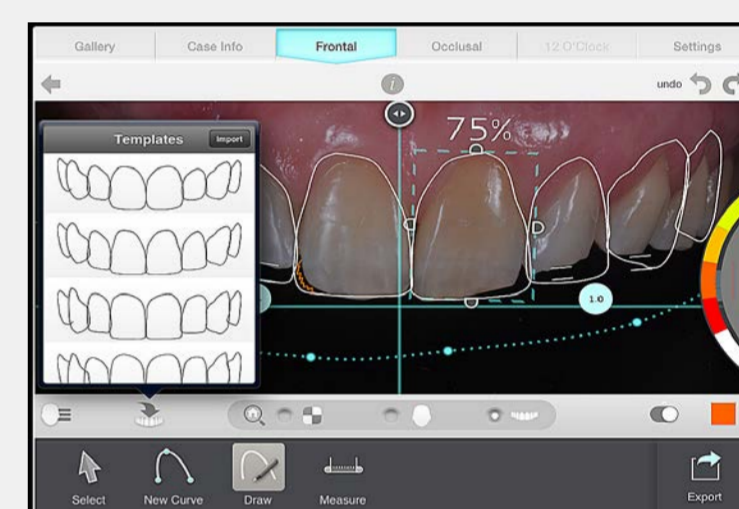 Gallery
Case Info
Frontal
Occlusal
12 O'Clock
Settings
undo
Templates
Import
75%
1.0
Select
New Curve
Draw
Measure
Export